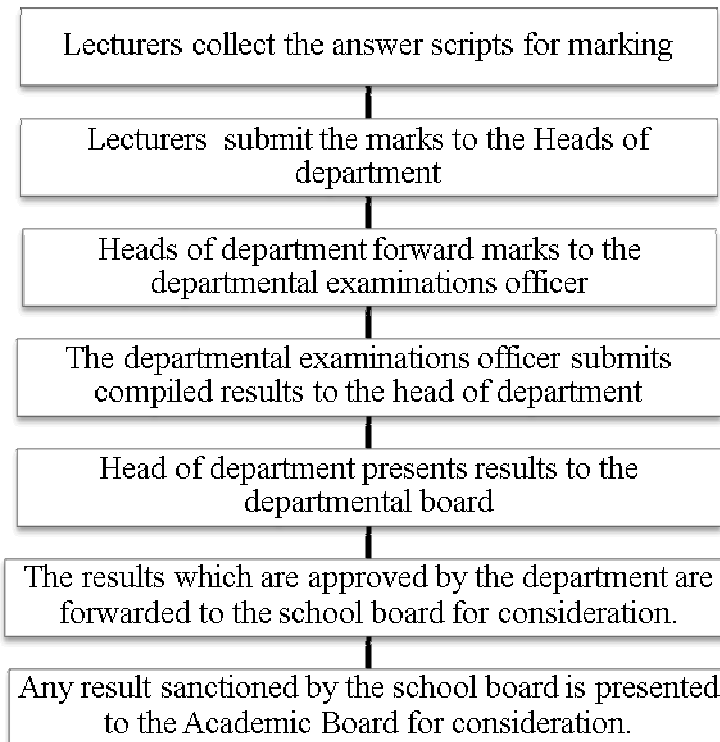 Lecturers collect the answer scripts for marking
Lecturers submit the marks to the Heads of
department
Heads of department forward marks to the
departmental examinations officer
The departmental examinations officer submits
compiled results to the head of department
Head of department presents results to the
departmental board
The results which are approved by the department are
forwarded to the school board for consideration.
Any result sanctioned by the school board is presented
to the Academic Board for consideration.